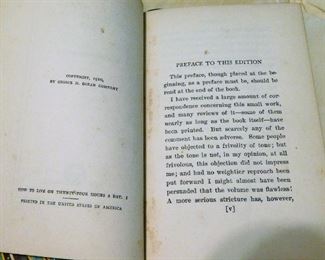 COPYRIGHT, 1910,
BY GEORGE H. DORAN COMPANY
HOW TO LIVE ON TWENTY-FOUR HOURS A DAY. I
PRINTED IN THE UNITED STATES OF AMERICA
PREFACE TO THIS EDITION
This preface, though placed at the be-
ginning, as a preface must be, should be
read at the end of the book.
I have received a large amount of cor-
respondence concerning this small work,
and many reviews of it—some of them
nearly as long as the book itself—have
been printed. But scarcely any of the
comment has been adverse. Some people
have objected to a frivolity of tone; but
as the tone is not, in my opinion, at all
frivolous, this objection did not impress
me; and had no weightier reproach been
put forward I might almost have been
persuaded that the volume was flawless!
A more serious stricture has, however,
[v]